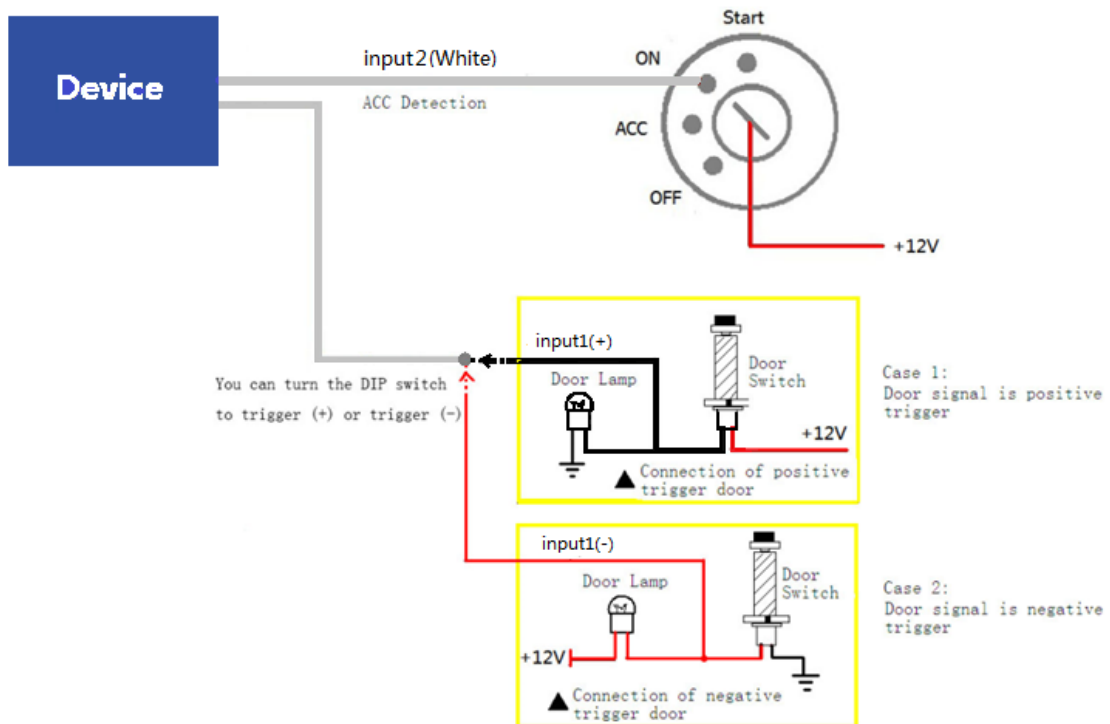 Start
input2(White)
ON
Device
ACC Detection
ACC
OFF
+12V
input1(+)
Door
Switch
Door Lamp
Case 1:
Door signal is positive
trigger
You can turn the DIP switch
to trigger (+) or trigger (-)
+12V
▲ Connection of positive
trigger door
input1(-)
Door Lamp
Door
Switch
Case 2:
Door signal is negative
trigger
+12V
▲ Connection of negative
trigger door